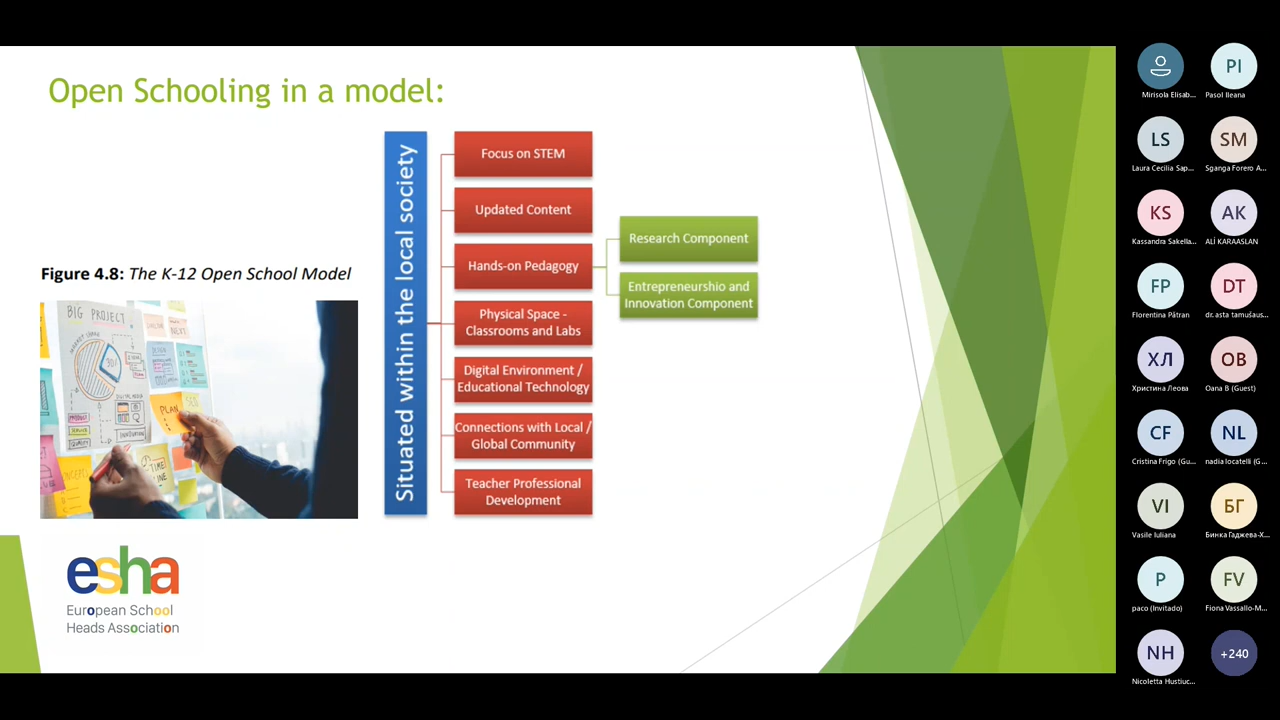 Open Schooling in a model:
Figure 4.8: The K-12 Open School Model
Situated within the local society
Focus on STEM
Updated Content
Hands-on Pedagogy
Physical Space -
Classrooms and Labs
Digital Environment /
Educational Technology
Connections with Local /
Global Community
Teacher Professional
Development
Research Component
Entrepreneurshio and
Innovation Component
BIG PROJECT
PLAN
esha
European School
Heads Association
Mirisola Elisab...
PI
Pasol Ileana
LS
Laura Cecilia Sap...
SM
Sganga Forero A...
KS
Kassandra Sakella...
AK
ALİ KARAASLAN
FP
Florentina Pătran
DT
dr. asta tamušaus...
ХЛ
Христина Леова
OB
Oana B (Guest)
CF
Cristina Frigo (Gu...
NL
nadia locatelli (G...
VI
Vasile Iuliana
БГ
Бинка Гаджева-Х...
P
paco (Invitado)
FV
Fiona Vassallo-M...
NH
Nicoletta Hustiuc...
+240